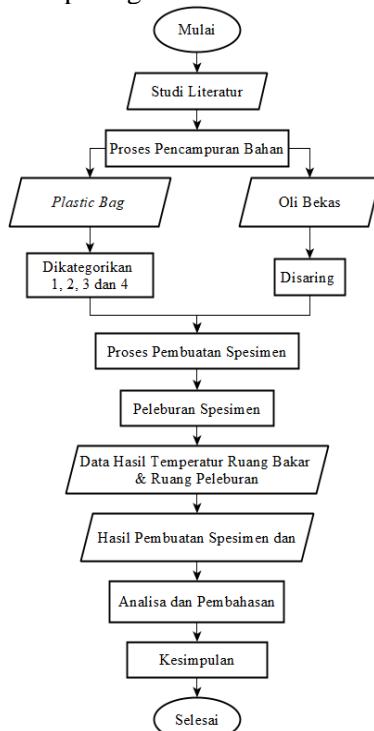 Mulai
Studi Literatur
Proses Pencampuran Bahan
Plastic Bag
Oli Bekas
Dikategorikan
1, 2, 3 dan 4
Disaring
Proses Pembuatan Spesimen
Peleburan Spesimen
Data Hasil Temperatur Ruang Bakar
& Ruang Peleburan
Hasil Pembuatan Spesimen dan
Analisa dan Pembahasan
Kesimpulan
Selesai